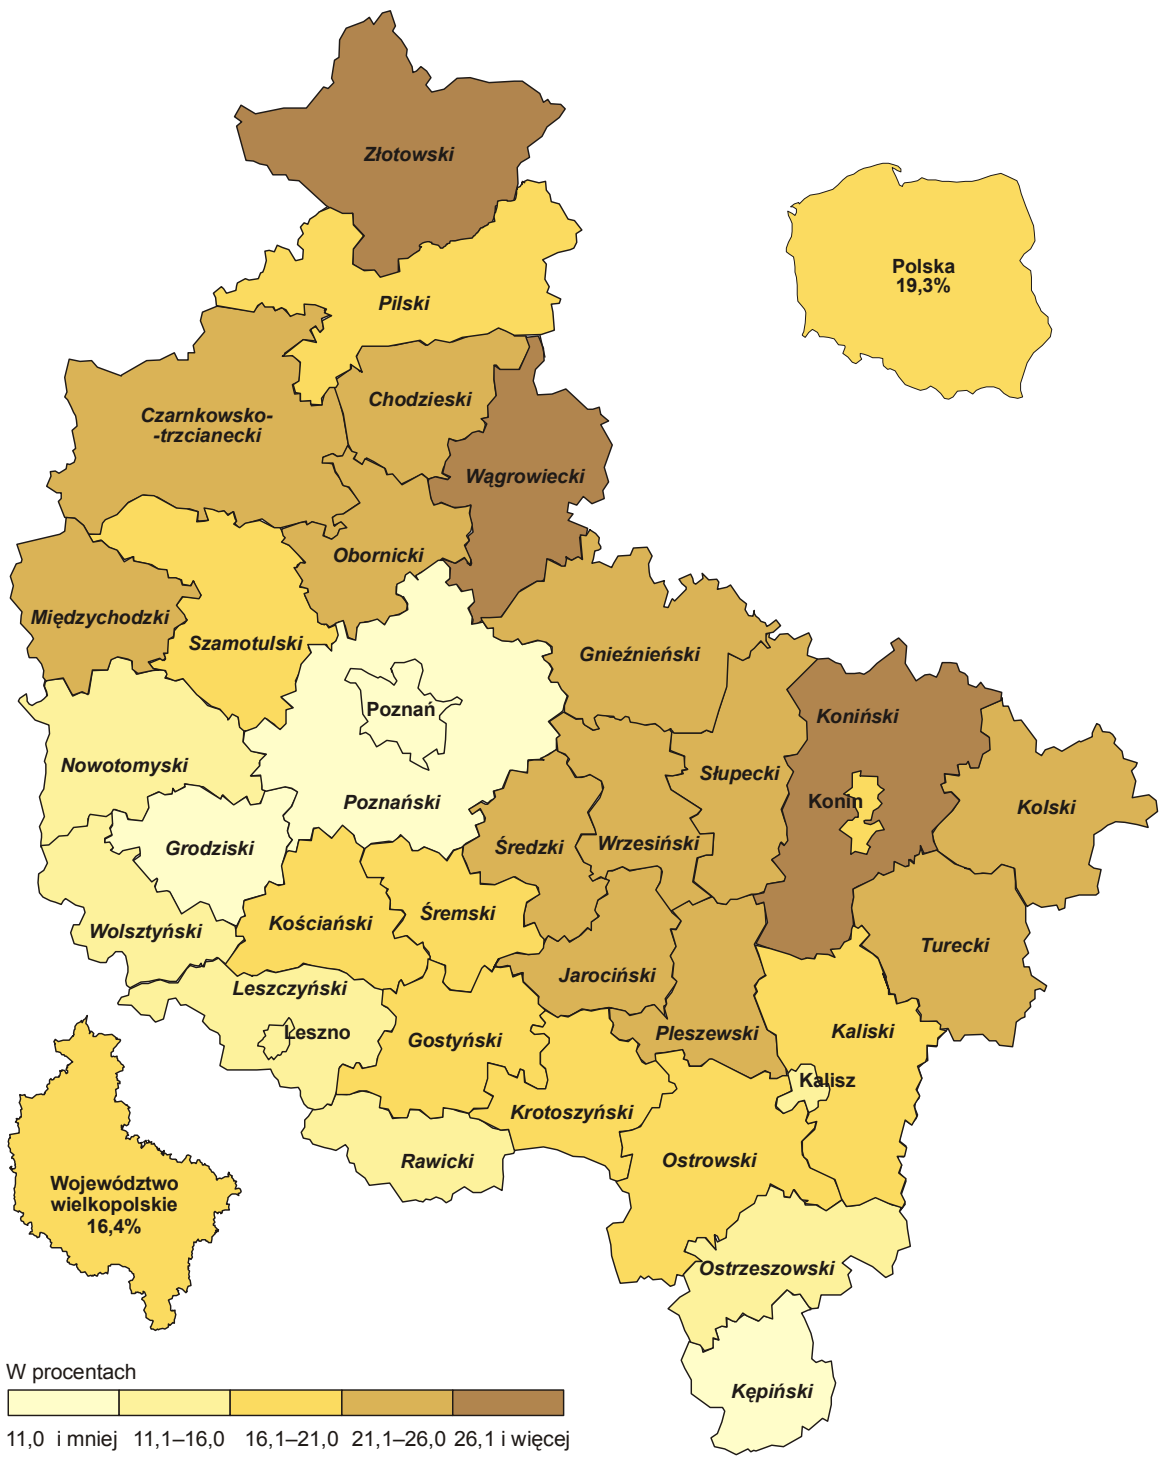 Złotowski
Polska
19,3%
Pilski
Chodzieski
Czarnkowsko-
-trzcianecki
Wągrowiecki
Obornicki
Międzychodzki
Szamotulski
Gnieźnieński
Poznań
Koniński
Nowotomyski
Słupecki
Poznański
Konin
Kolski
Grodziski
Średzki
Wrzesiński
Śremski
Kościański
Wolsztyński
Turecki
Jarociński
Leszczyński
Leszno
Gostyński
Pleszewski
Kaliski
Kalisz
Krotoszyński
Rawicki
Ostrowski
Województwo
wielkopolskie
16,4%
Ostrzeszowski
Kępiński
W procentach
11,0 i mniej 11,1–16,0 16,1–21,0 21,1–26,0 26,1 i więcej